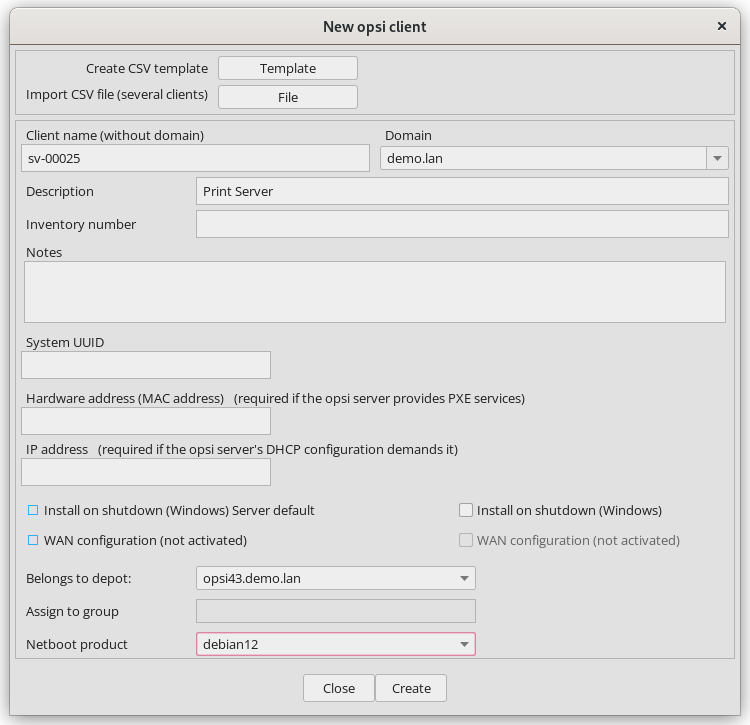 New opsi client ×
Create CSV template Template
Import CSV file (several clients) File
Client name (without domain) Domain
sv-00025 demo.lan
Description Print Server
Inventory number
Notes
System UUID
Hardware address (MAC address) (required if the opsi server provides PXE services)
IP address (required if the opsi server's DHCP configuration demands it)
Install on shutdown (Windows) Server default Install on shutdown (Windows)
WAN configuration (not activated) WAN configuration (not activated)
Belongs to depot: opsi43.demo.lan
Assign to group
Netboot product debian12
Close Create